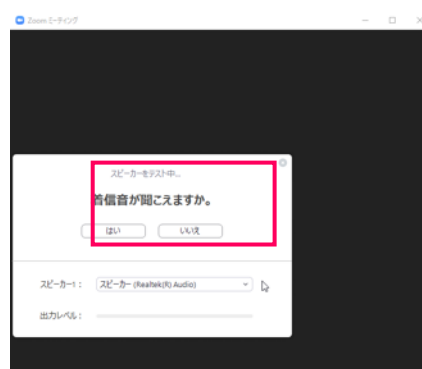 Zoom ミーティング
スピーカーをテスト中...
着信音が聞こえますか。
はい
いいえ
スピーカー1：
スピーカー (Realtek(R) Audio)
出力レベル：